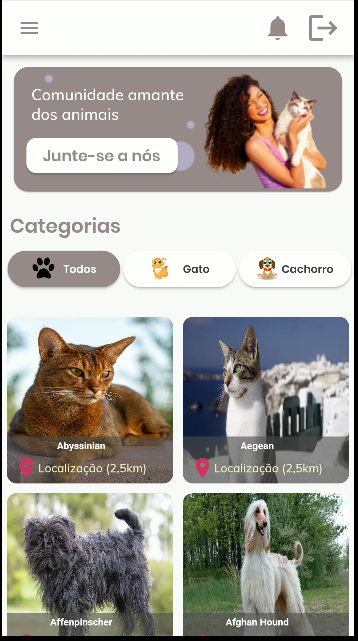 Comunidade amante
dos animais
Junte-se a nós
Categorias
Todos
Gato
Cachorro
Abyssinian
Localização (2,5km)
Aegean
Localização (2,5km)
Affenpinscher
Afghan Hound